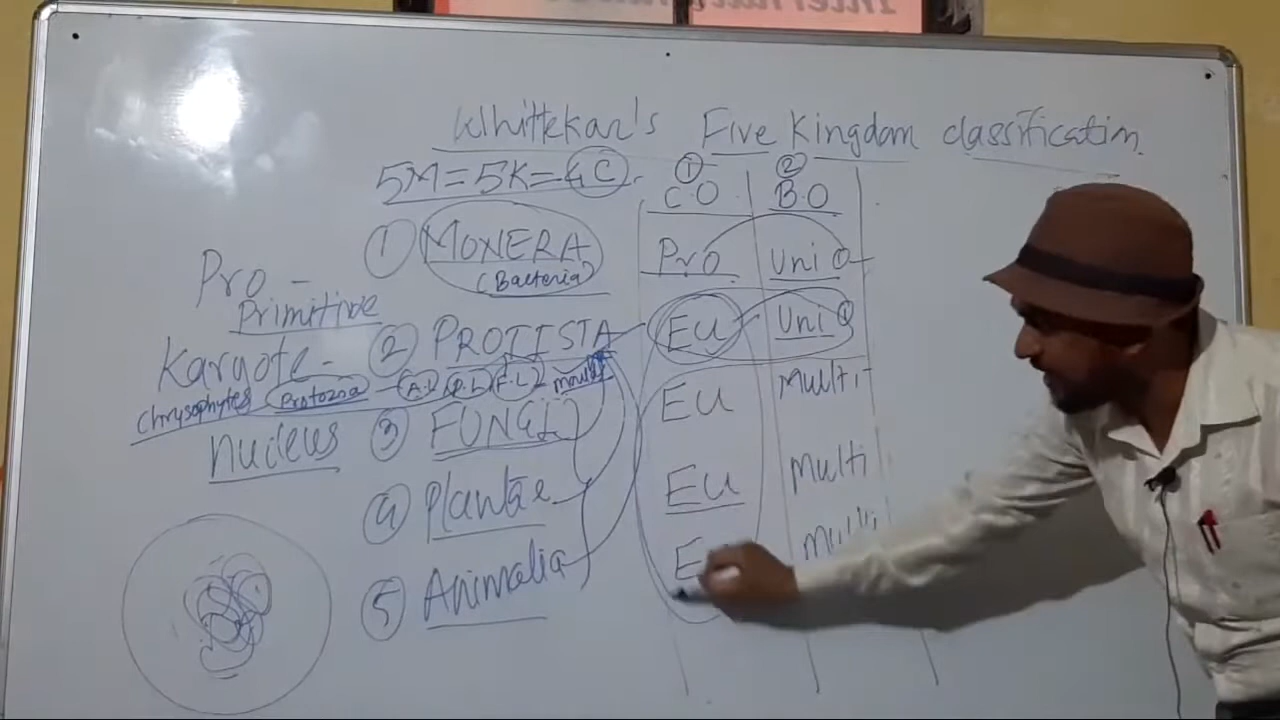 Whittekar's Five Kingdom classification.
5M=5K=4C.
① ②
C.O B.O
① MONERA Pro Uni
(Bacteria)
Pro -
Primitive
② PROTISTA EU Uni
Karyote -
Chrysophytes Protozoa A.L P.L F.L mould
③ FUNGI EU Multi
Nucleus
④ Plantae EU Multi
⑤ Animalia E Multi